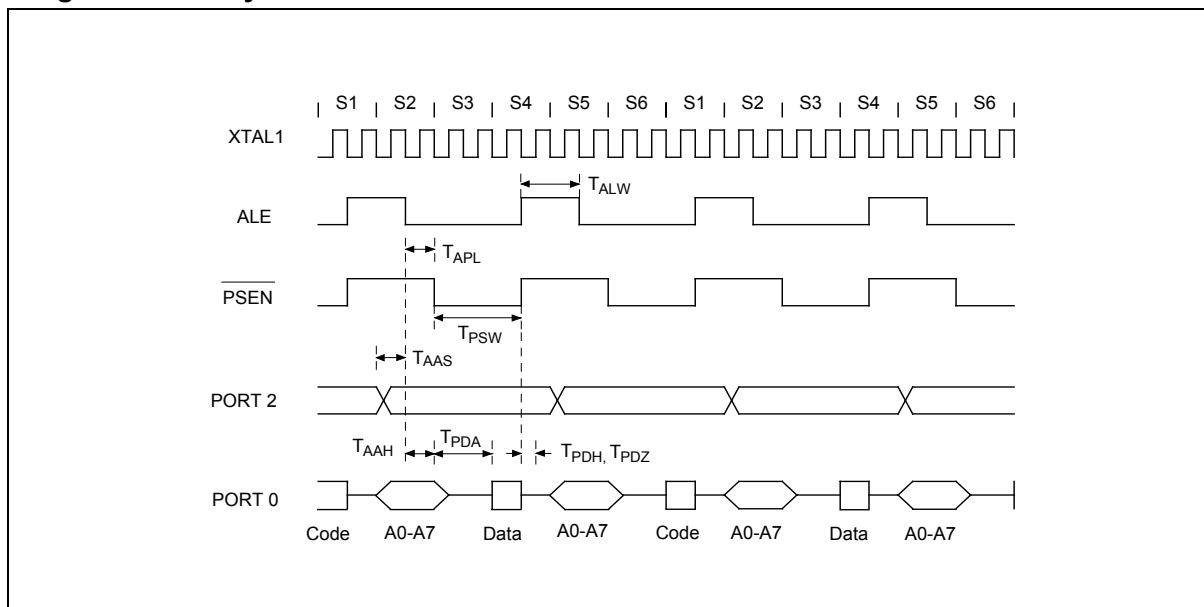 | S1 | S2 | S3 | S4 | S5 | S6 | S1 | S2 | S3 | S4 | S5 | S6 |
XTAL1
TALW
ALE
TAPL
PSEN
TPSW
TAAS
PORT 2
TAAH TPDA TPDH, TPDZ
PORT 0
Code A0-A7 Data A0-A7 Code A0-A7 Data A0-A7